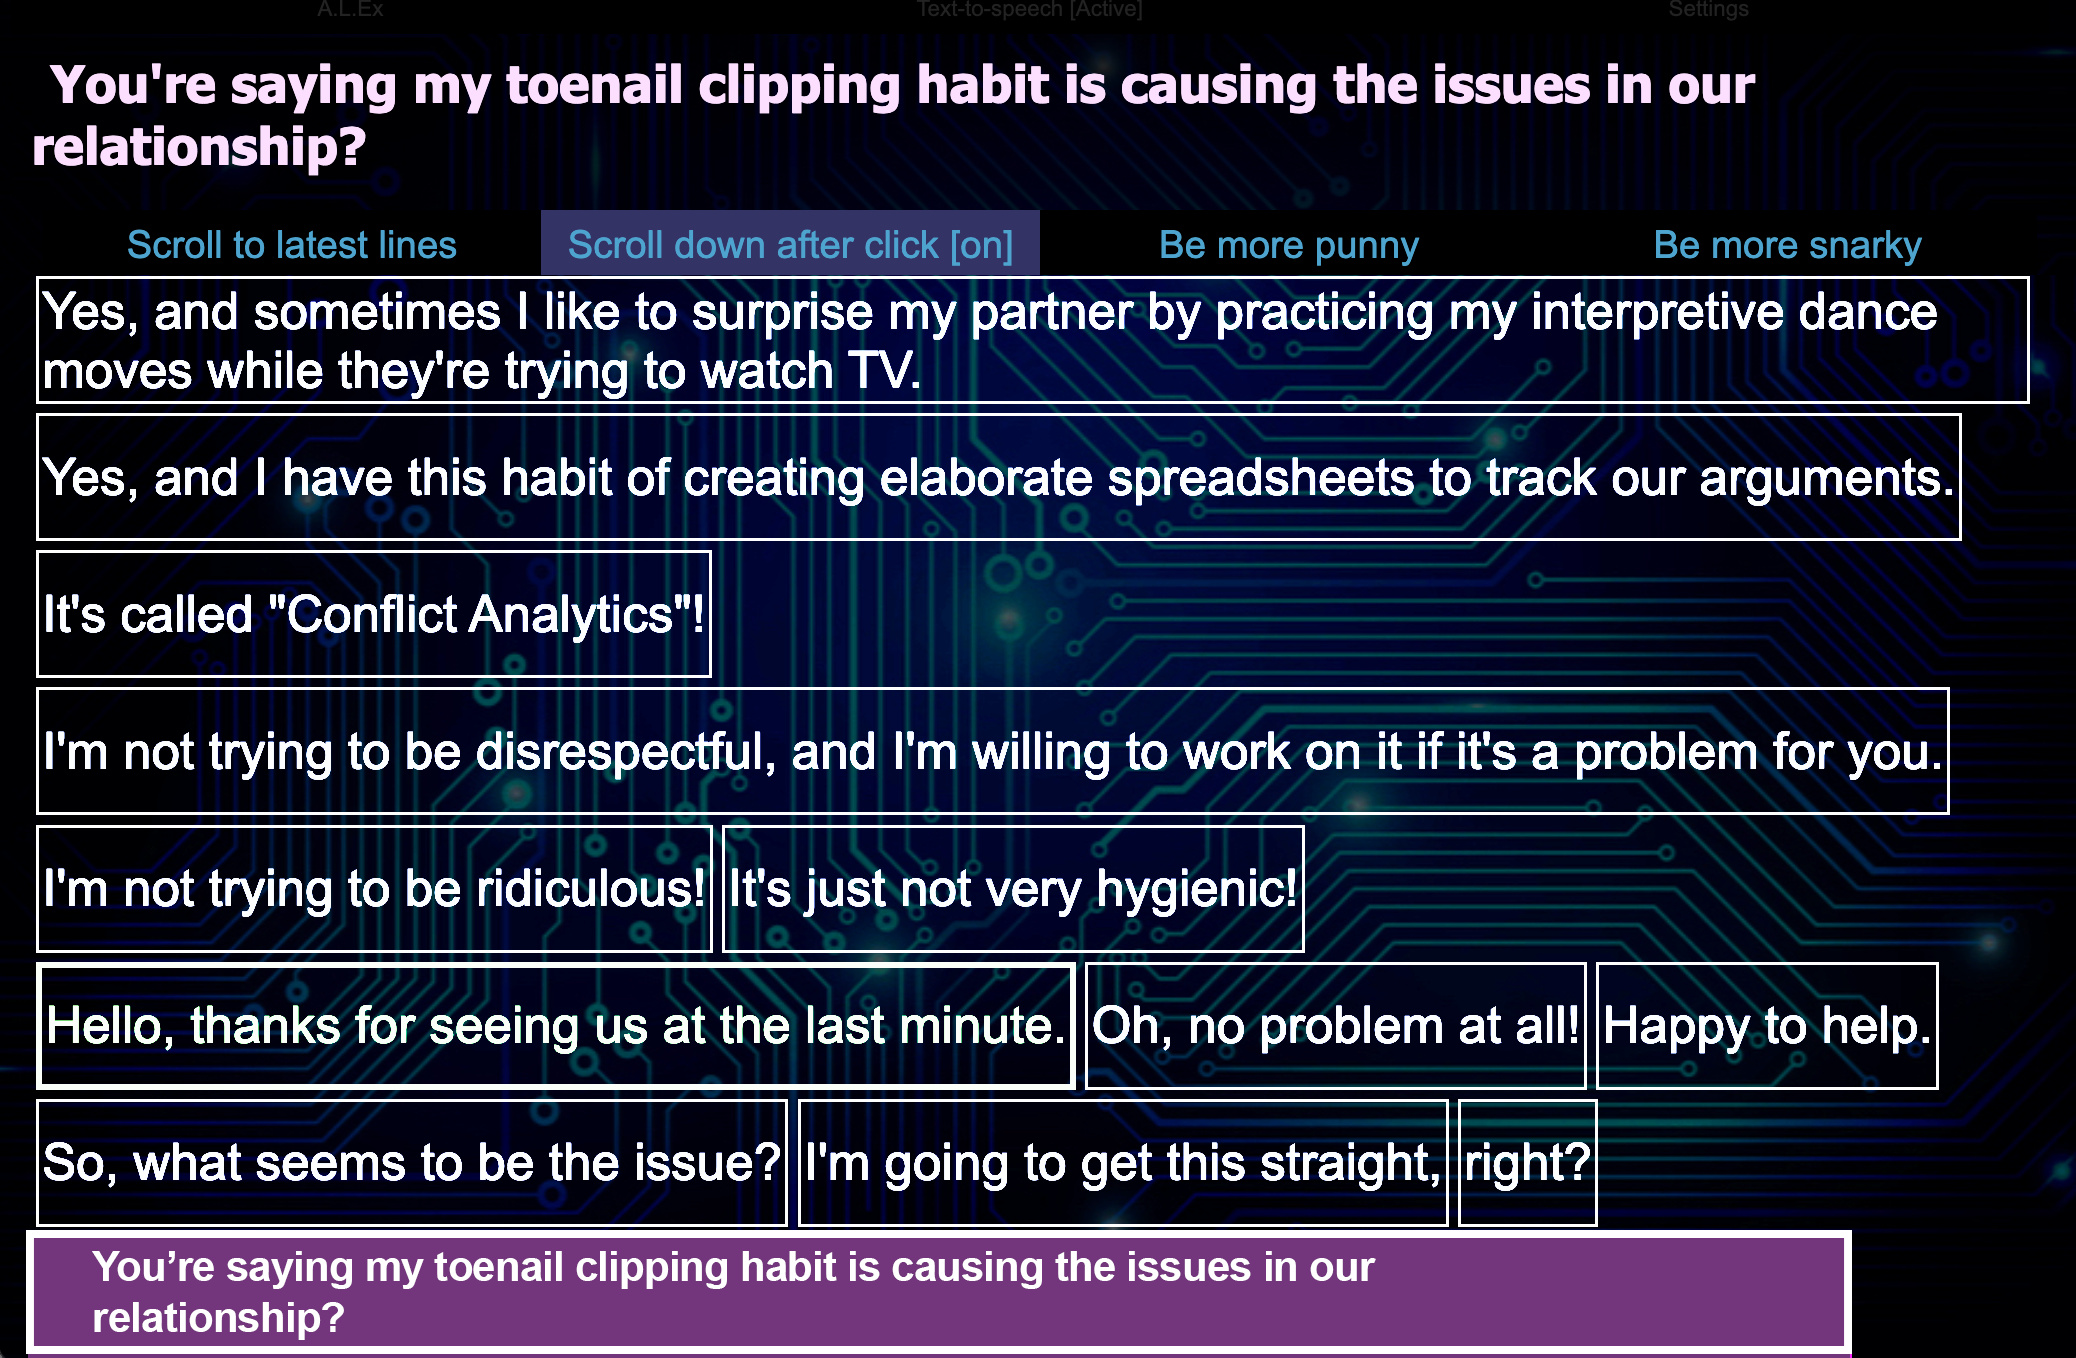 A.L.Ex Text-to-speech [Active] Settings
You're saying my toenail clipping habit is causing the issues in our
relationship?
Scroll to latest lines Scroll down after click [on] Be more punny Be more snarky
Yes, and sometimes I like to surprise my partner by practicing my interpretive dance
moves while they're trying to watch TV.
Yes, and I have this habit of creating elaborate spreadsheets to track our arguments.
It's called "Conflict Analytics"!
I'm not trying to be disrespectful, and I'm willing to work on it if it's a problem for you.
I'm not trying to be ridiculous! It's just not very hygienic!
Hello, thanks for seeing us at the last minute. Oh, no problem at all! Happy to help.
So, what seems to be the issue? I'm going to get this straight, right?
You’re saying my toenail clipping habit is causing the issues in our
relationship?